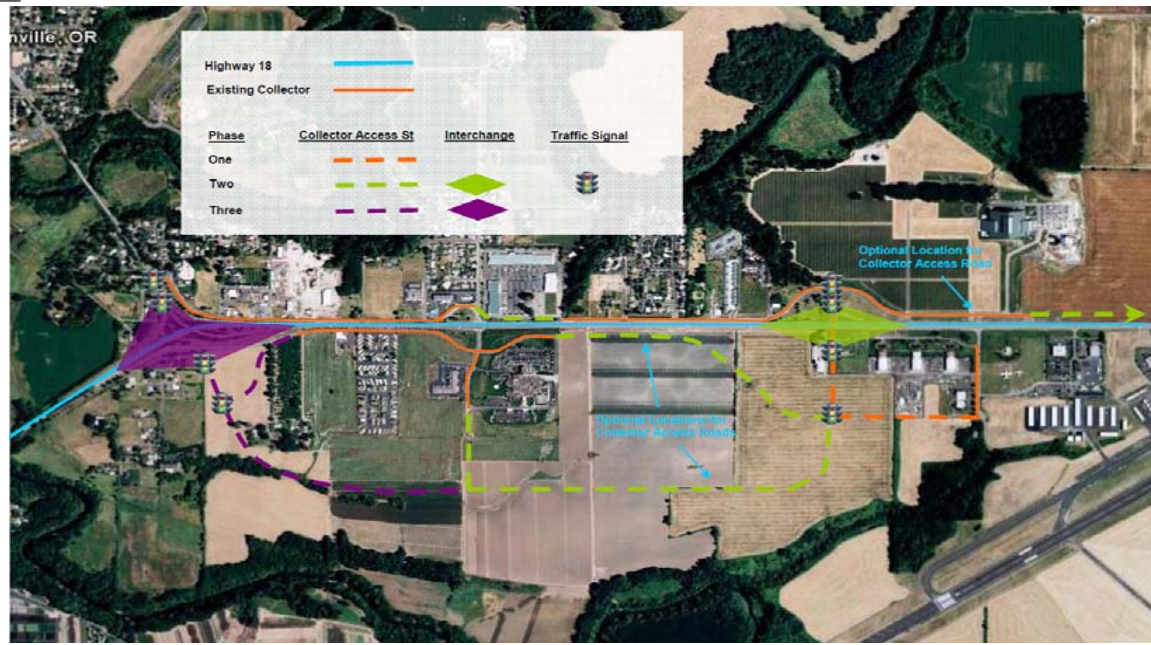 nville, OR
Highway 18
Existing Collector
Phase Collector Access St Interchange Traffic Signal
One
Two
Three
Optional Location for
Collector Access Road
Optional Locations for
Collector Access Roads